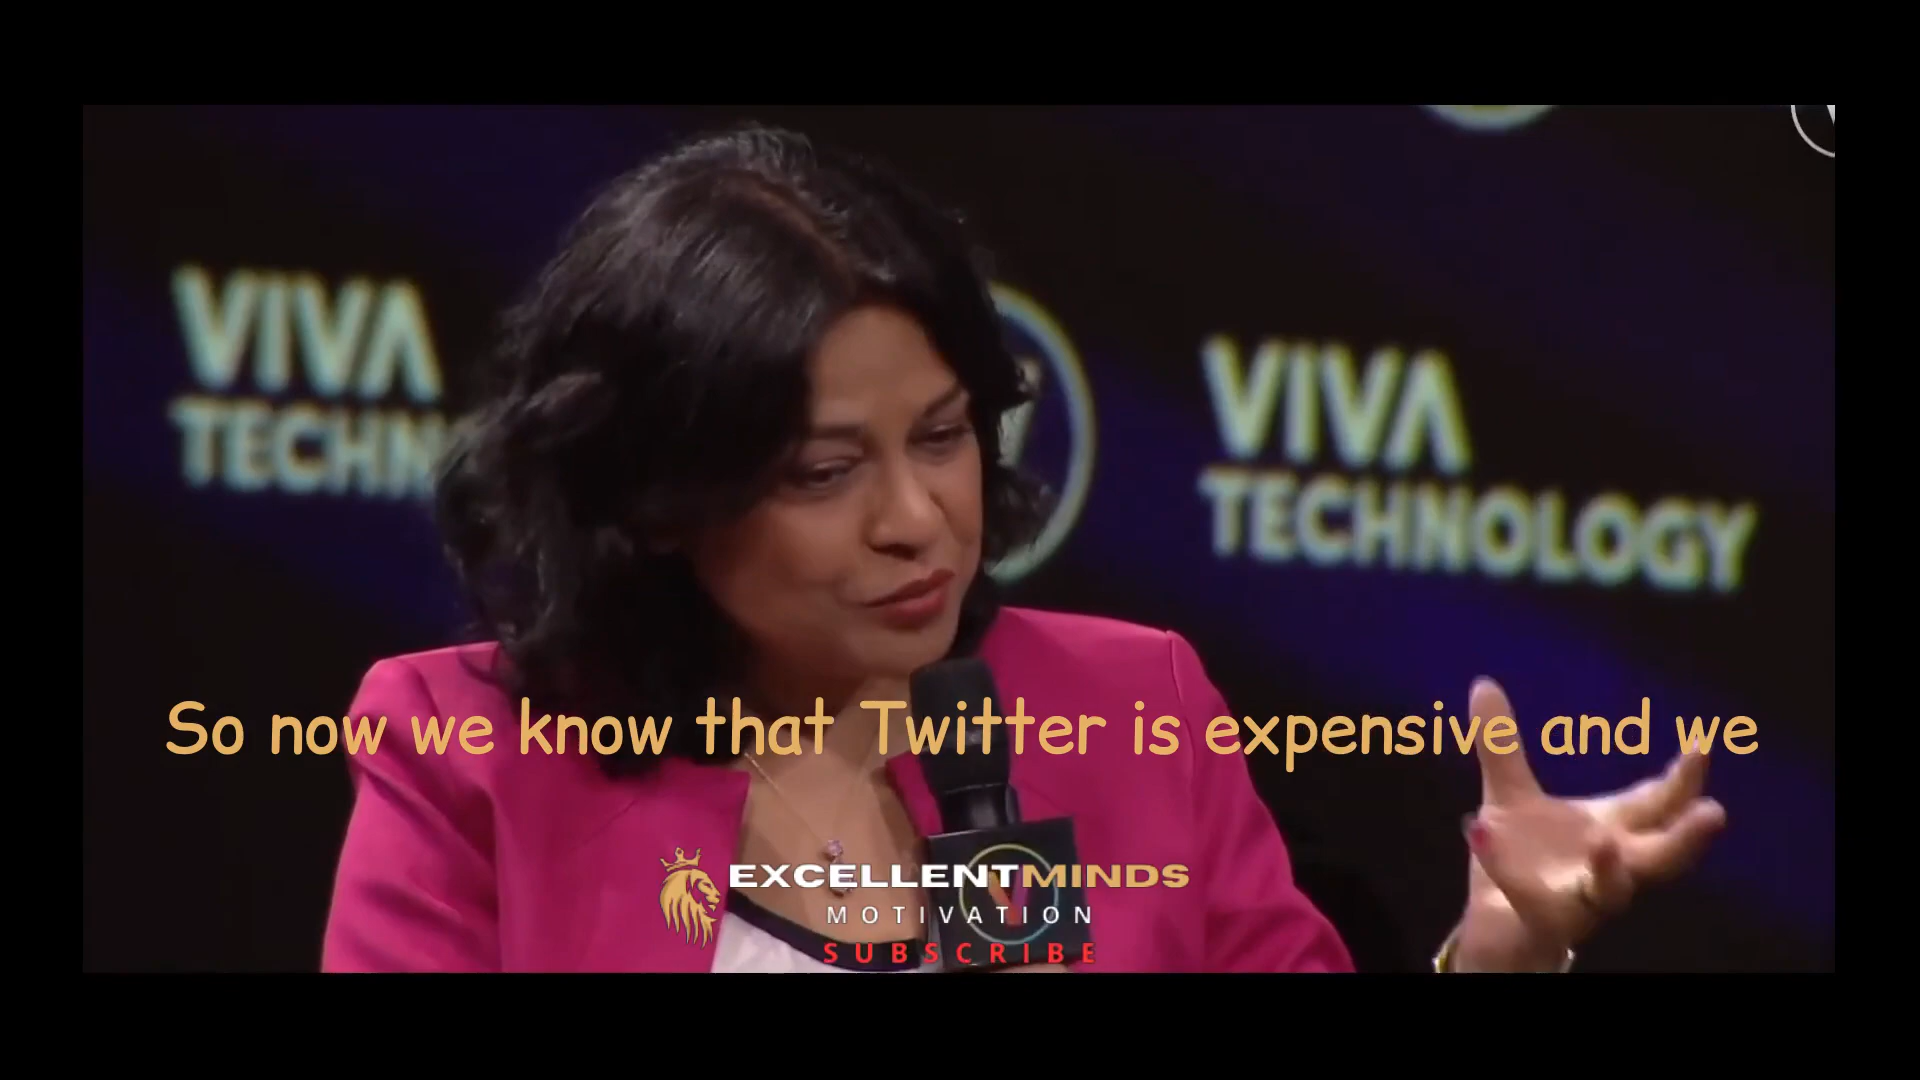 VIVA
TECHN
VIVA
TECHNOLOGY
So now we know that Twitter is expensive and we
EXCELLENTMINDS
MOTIVATION
SUBSCRIBE